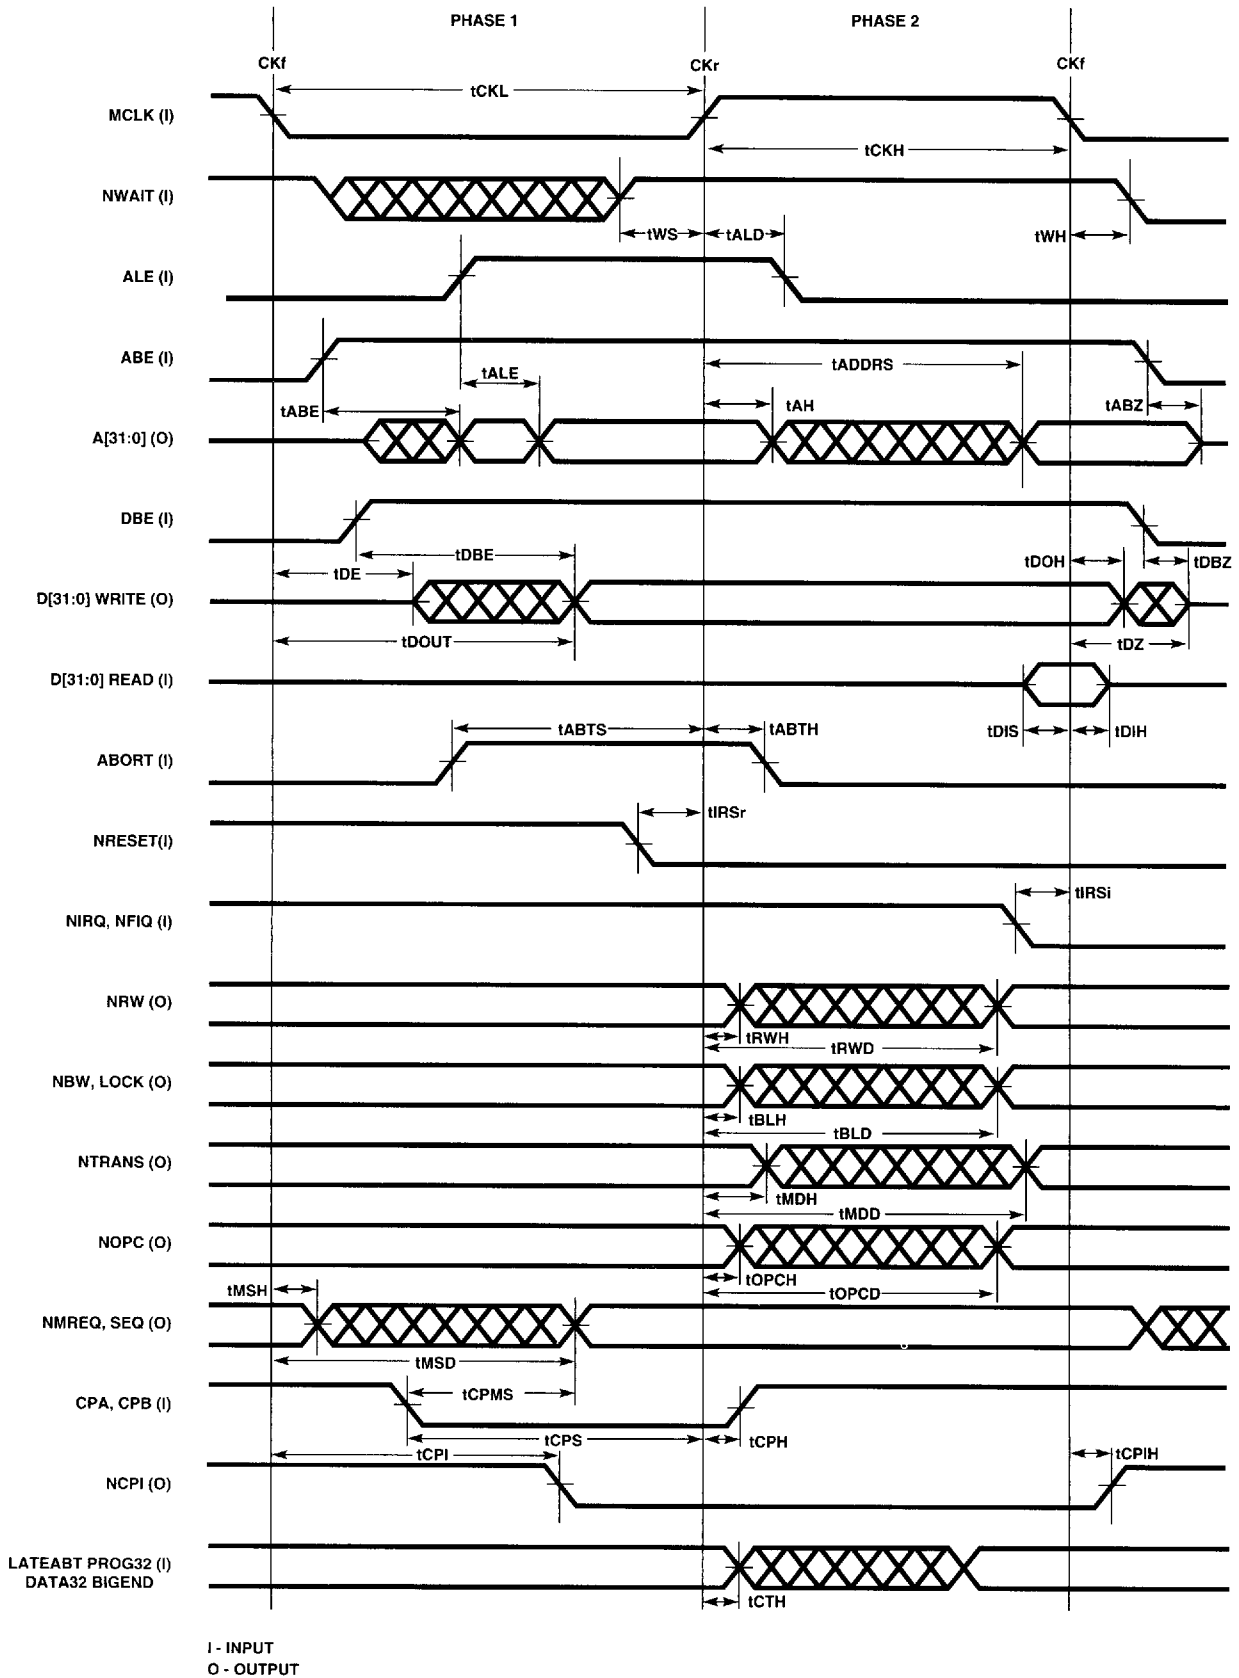 PHASE 1 PHASE 2
CKf CKr CKf
tCKL
MCLK (I)
tCKH
NWAIT (I)
tWS tALD tWH
ALE (I)
ABE (I)
tADDRS
tALE
tABE tAH tABZ
A[31:0] (O)
DBE (I)
tDBE tDOH tDBZ
tDE
D[31:0] WRITE (O)
tDOUT tDZ
D[31:0] READ (I)
tABTS tABTH tDIS tDIH
ABORT (I)
tIRSr
NRESET(I)
tIRSi
NIRQ, NFIQ (I)
NRW (O)
tRWH
tRWD
NBW, LOCK (O)
tBLH
tBLD
NTRANS (O)
tMDH
tMDD
NOPC (O)
tOPCH
tMSH tOPCD
NMREQ, SEQ (O)
tMSD
tCPMS
CPA, CPB (I)
tCPS tCPH
tCPI tCPIH
NCPI (O)
LATEABT PROG32 (I)
DATA32 BIGEND
tCTH
I - INPUT
O - OUTPUT